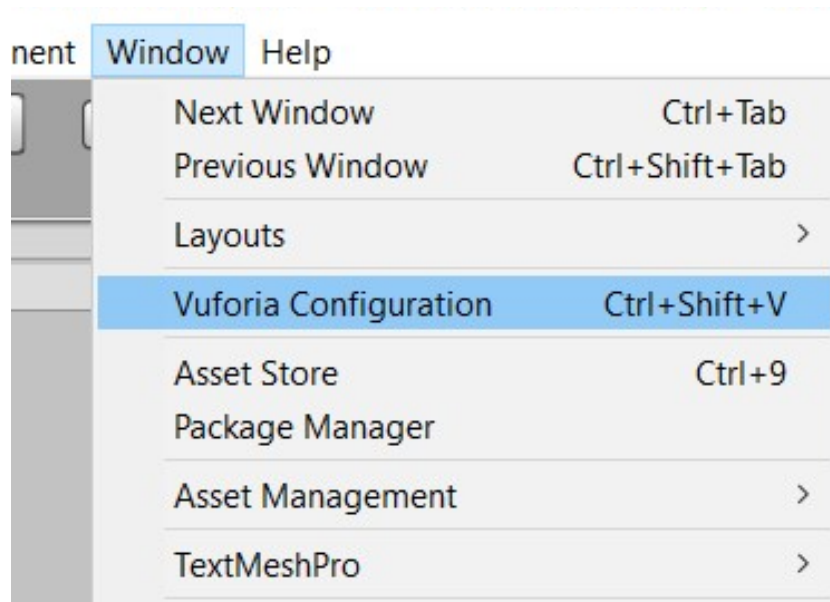 nent Window Help
Next Window Ctrl+Tab
Previous Window Ctrl+Shift+Tab
Layouts >
Vuforia Configuration Ctrl+Shift+V
Asset Store Ctrl+9
Package Manager
Asset Management >
TextMeshPro >